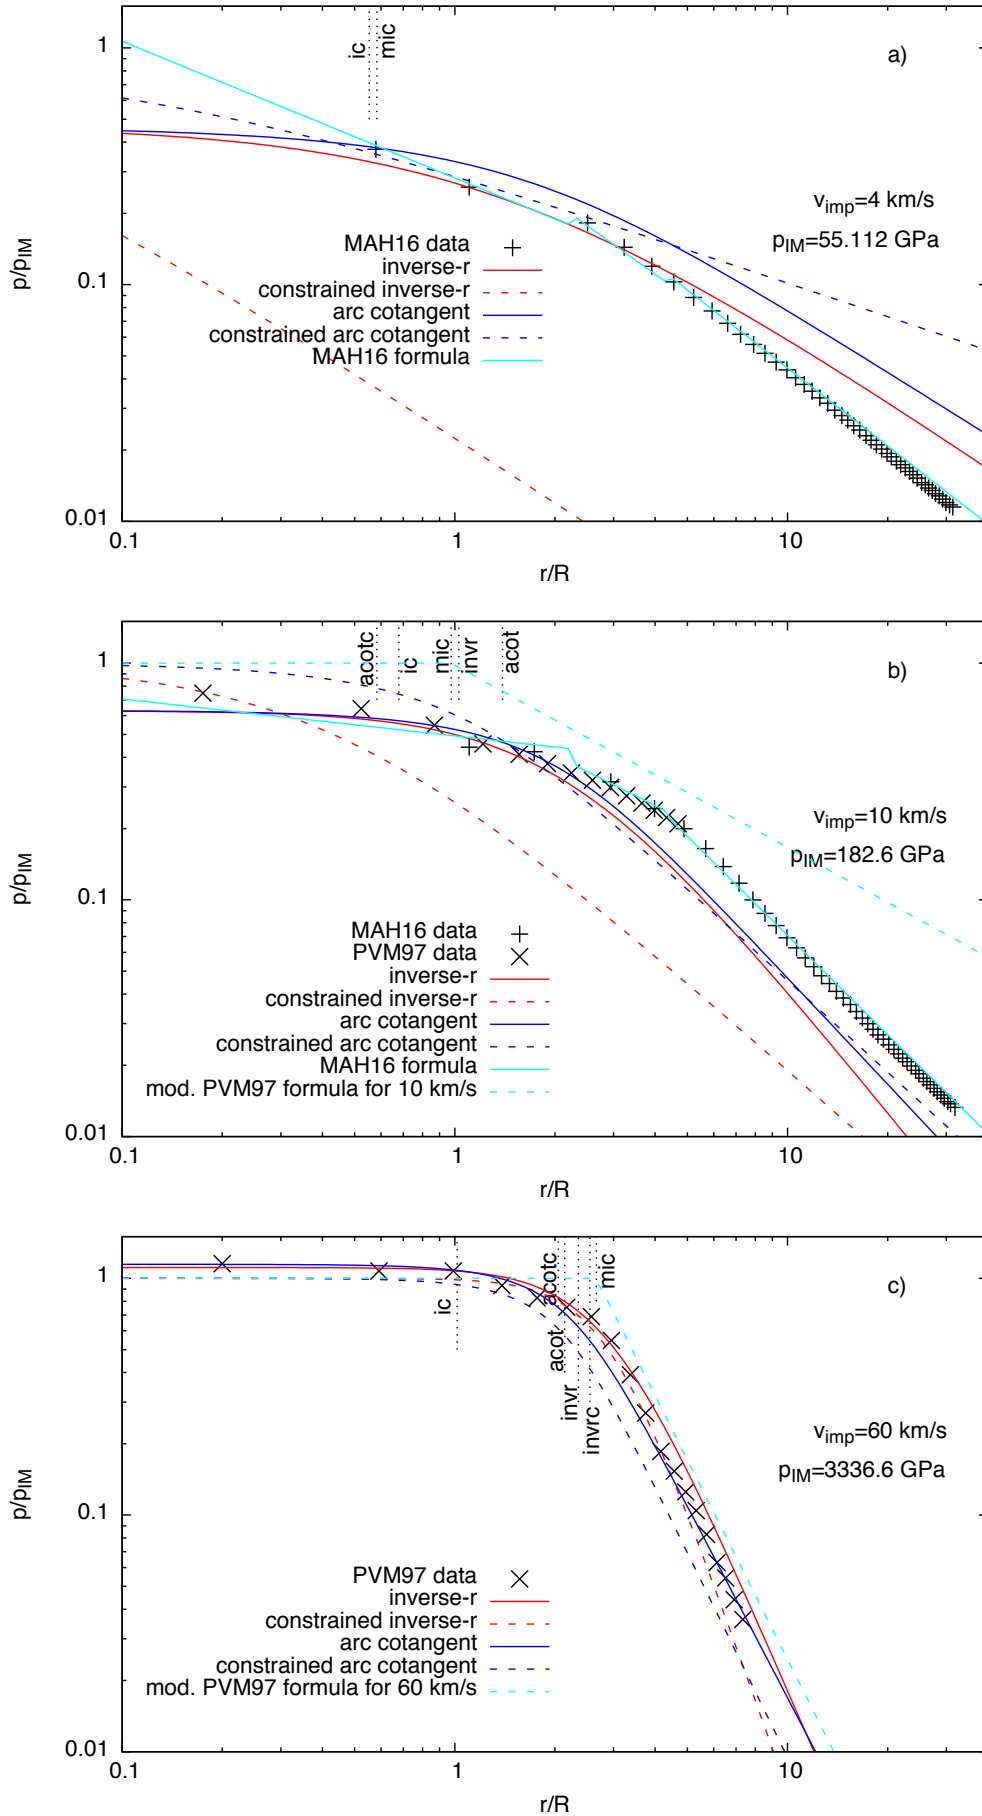 1
ic
mic
a)
v_imp=4 km/s
p_IM=55.112 GPa
p/p_IM
MAH16 data
inverse-r
constrained inverse-r
arc cotangent
constrained arc cotangent
MAH16 formula
0.1
0.01
0.1
1
10
r/R
1
acotc
ic
mic
invr
acot
b)
v_imp=10 km/s
p_IM=182.6 GPa
p/p_IM
0.1
MAH16 data
PVM97 data
inverse-r
constrained inverse-r
arc cotangent
constrained arc cotangent
MAH16 formula
mod. PVM97 formula for 10 km/s
0.01
0.1
1
10
r/R
1
ic
acotc
acot
invr
invrc
mic
c)
v_imp=60 km/s
p_IM=3336.6 GPa
p/p_IM
0.1
PVM97 data
inverse-r
constrained inverse-r
arc cotangent
constrained arc cotangent
mod. PVM97 formula for 60 km/s
0.01
0.1
1
10
r/R